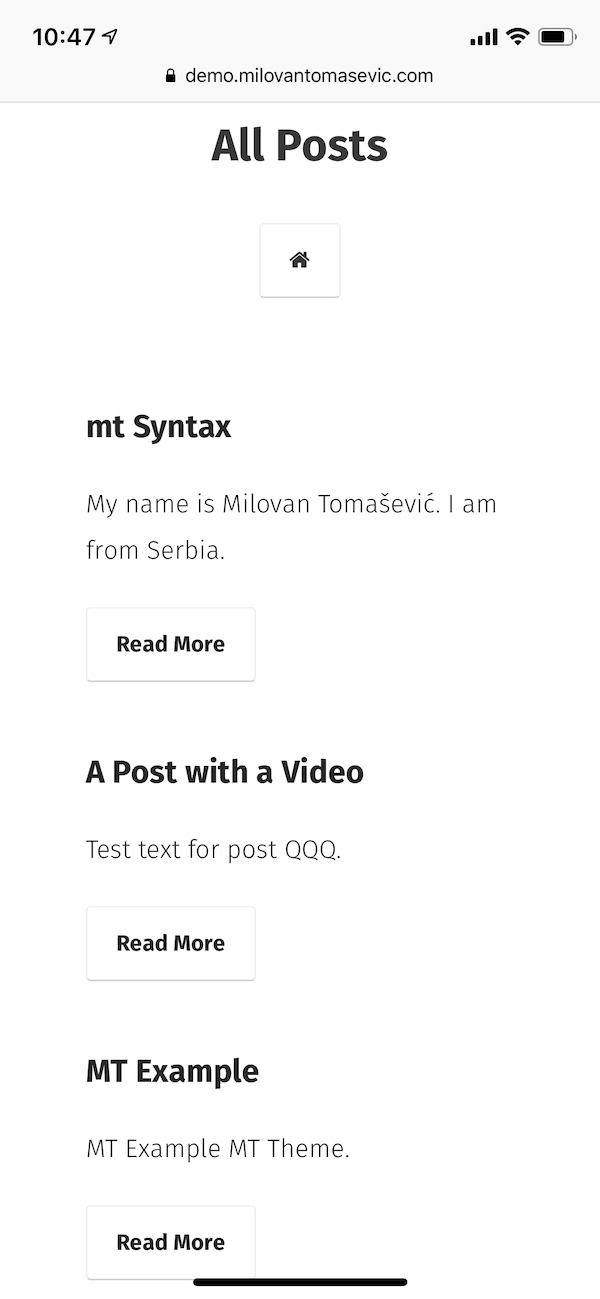 10:47
demo.milovantomasevic.com
All Posts
mt Syntax
My name is Milovan Tomašević. I am
from Serbia.
Read More
A Post with a Video
Test text for post QQQ.
Read More
MT Example
MT Example MT Theme.
Read More